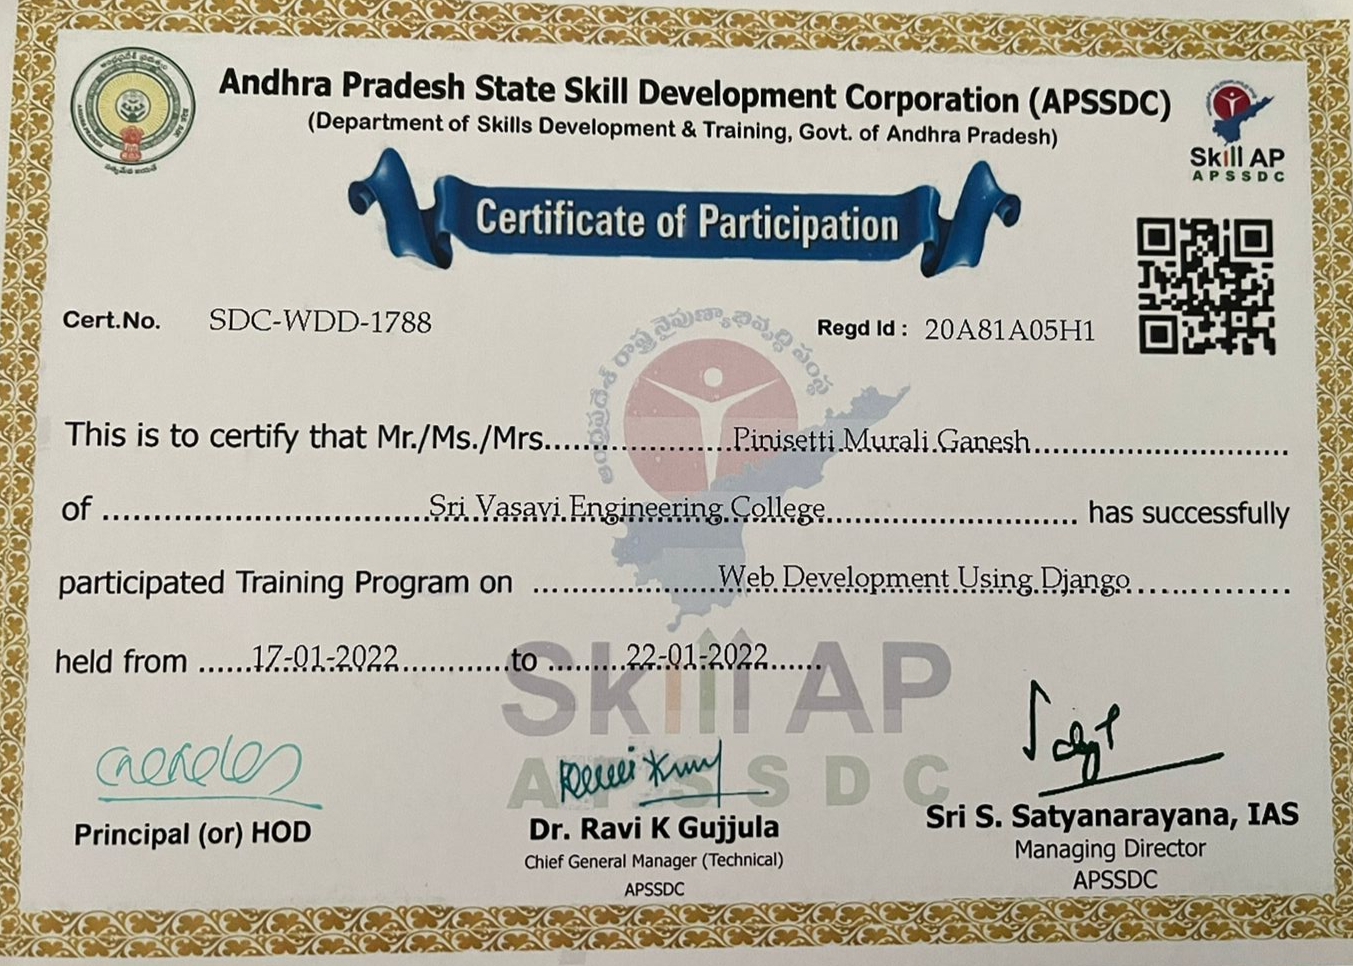 Andhra Pradesh State Skill Development Corporation (APSSDC)
(Department of Skills Development & Training, Govt. of Andhra Pradesh)
Skill AP
APSSDC
Certificate of Participation
Cert.No. SDC-WDD-1788
Regd Id : 20A81A05H1
ఆంధ్రప్రదేశ్ రాష్ట్ర నైపుణ్యాభివృద్ధి సంస్థ
This is to certify that Mr./Ms./Mrs. Pinisetti Murali Ganesh
of Sri Vasavi Engineering College has successfully
participated Training Program on Web Development Using Django
held from 17-01-2022 to 22-01-2022
Skill AP
APSSDC
Principal (or) HOD
Dr. Ravi K Gujjula
Chief General Manager (Technical)
APSSDC
Sri S. Satyanarayana, IAS
Managing Director
APSSDC